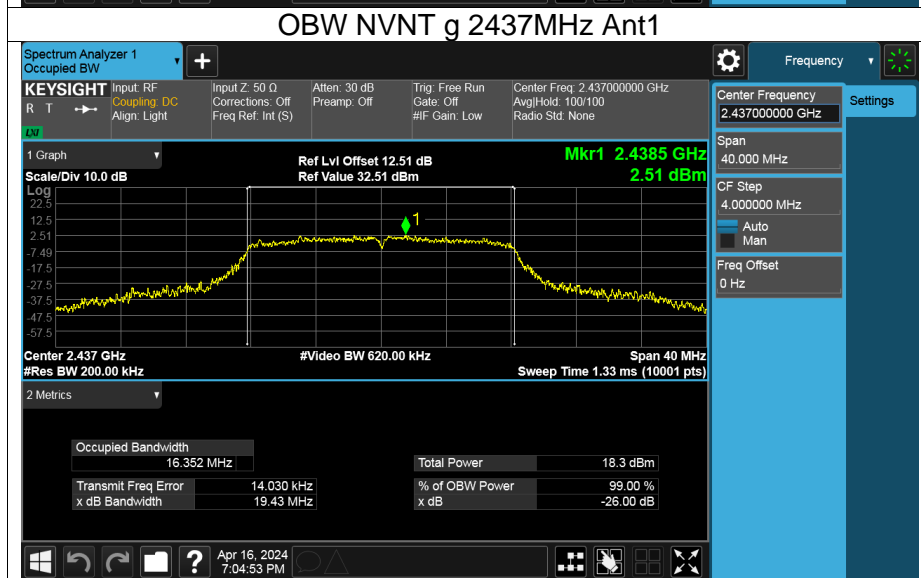 OBW NVNT g 2437MHz Ant1
Spectrum Analyzer 1
Occupied BW
+
Frequency
KEYSIGHT
R T
LXI
Input: RF
Coupling: DC
Align: Light
Input Z: 50 Ω
Corrections: Off
Freq Ref: Int (S)
Atten: 30 dB
Preamp: Off
Trig: Free Run
Gate: Off
#IF Gain: Low
Center Freq: 2.437000000 GHz
Avg|Hold: 100/100
Radio Std: None
Center Frequency
2.437000000 GHz
Settings
Span
40.000 MHz
CF Step
4.000000 MHz
Auto
Man
Freq Offset
0 Hz
1 Graph
Scale/Div 10.0 dB
Ref Lvl Offset 12.51 dB
Ref Value 32.51 dBm
Mkr1 2.4385 GHz
2.51 dBm
Log
22.5
12.5
2.51
-7.49
-17.5
-27.5
-37.5
-47.5
-57.5
1
Center 2.437 GHz
#Video BW 620.00 kHz
Span 40 MHz
#Res BW 200.00 kHz
Sweep Time 1.33 ms (10001 pts)
2 Metrics
Occupied Bandwidth
16.352 MHz
Total Power 18.3 dBm
Transmit Freq Error 14.030 kHz
% of OBW Power 99.00 %
x dB Bandwidth 19.43 MHz
x dB -26.00 dB
?
Apr 16, 2024
7:04:53 PM